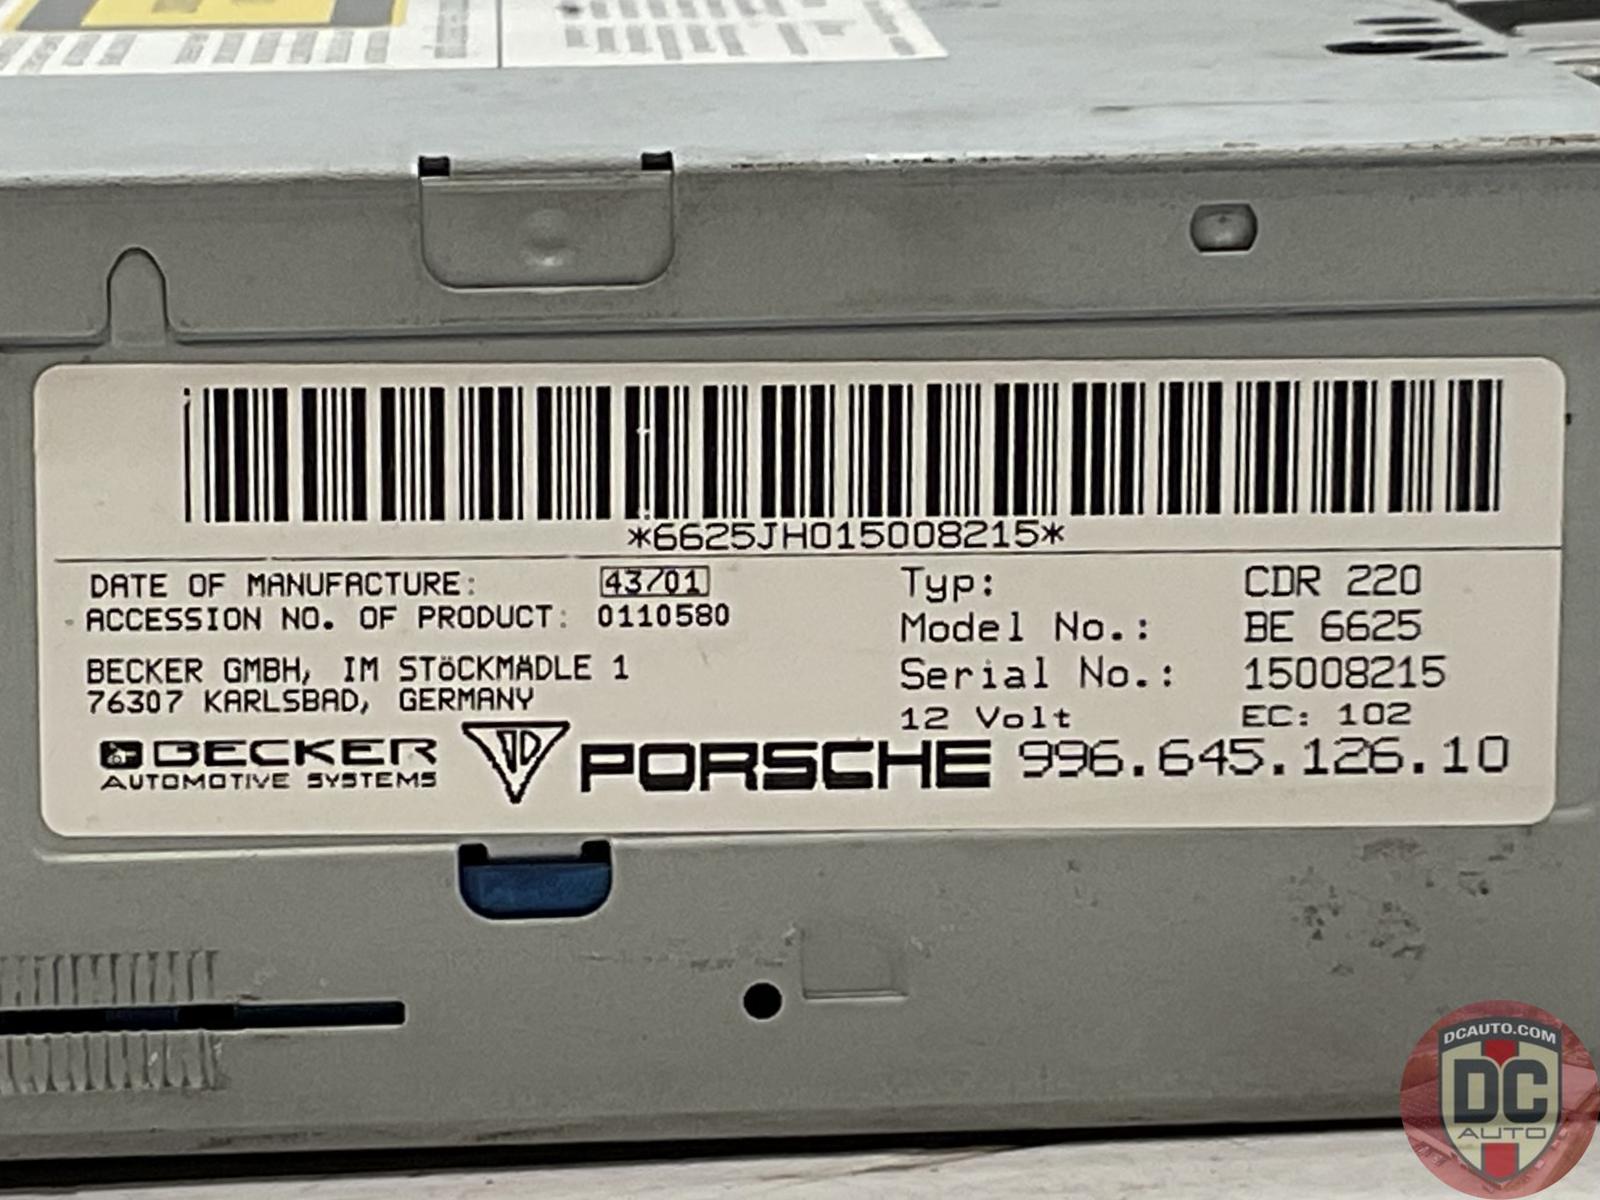 *6625JH015008215*
DATE OF MANUFACTURE: 43/01
ACCESSION NO. OF PRODUCT: 0110580
BECKER GMBH, IM STÖCKMÄDLE 1
76307 KARLSBAD, GERMANY
BECKER
AUTOMOTIVE SYSTEMS
PORSCHE 996.645.126.10
Typ: CDR 220
Model No.: BE 6625
Serial No.: 15008215
12 Volt EC: 102
DCAUTO.COM
DC
AUTO